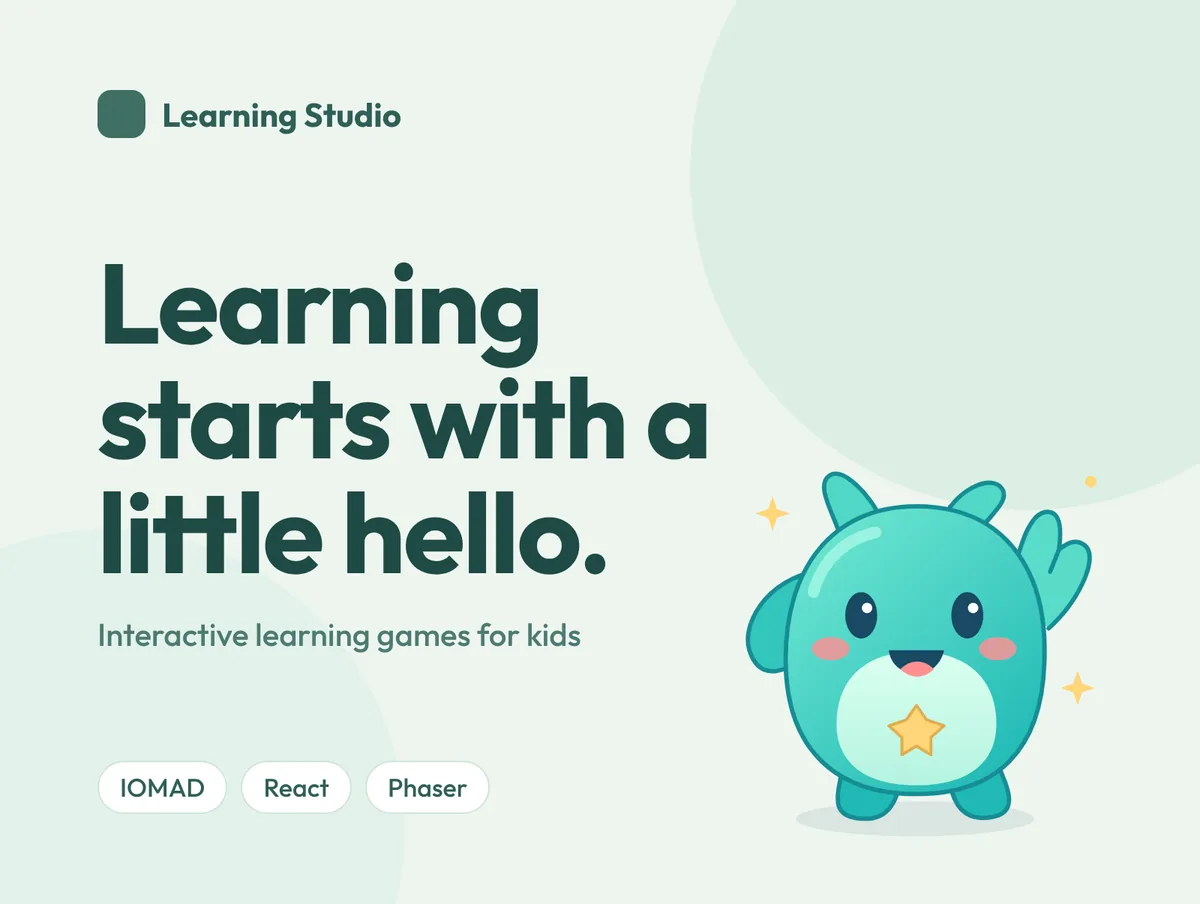 Learning Studio
Learning
starts with a
little hello.
Interactive learning games for kids
IOMAD
React
Phaser